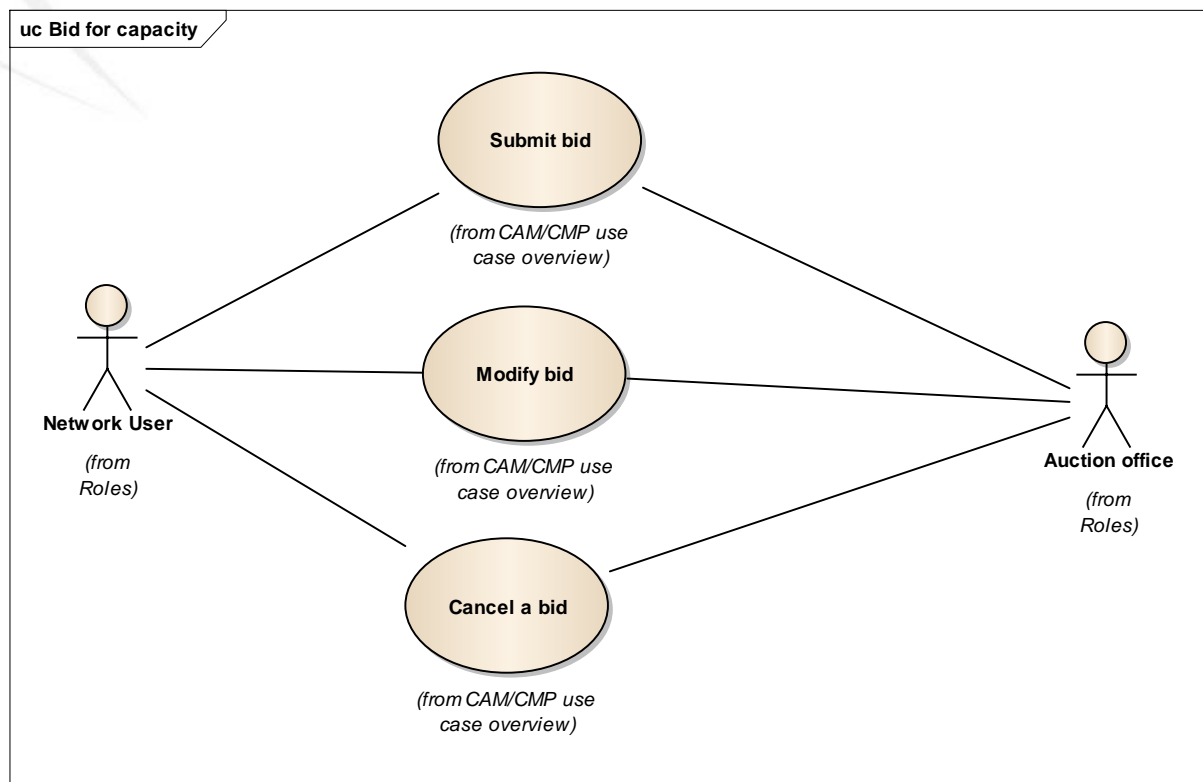 uc Bid for capacity
Submit bid
(from CAM/CMP use
case overview)
Modify bid
(from CAM/CMP use
case overview)
Network User
(from
Roles)
Auction office
(from
Roles)
Cancel a bid
(from CAM/CMP use
case overview)